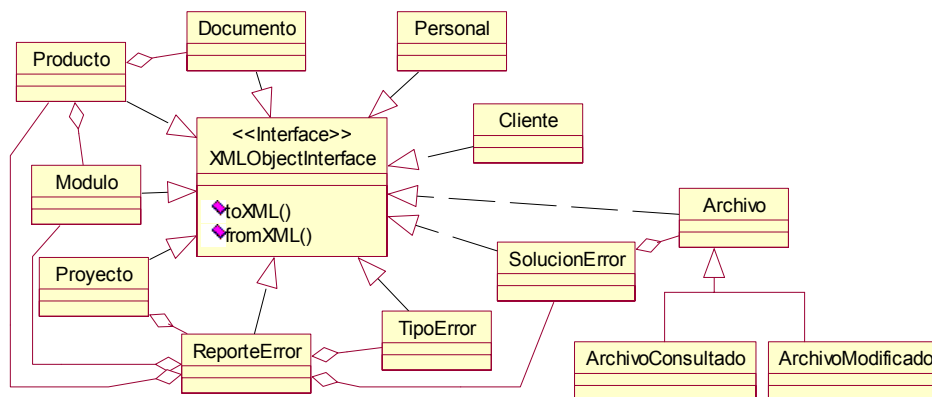 Documento
Personal
Producto
<<Interface>>
XMLObjectInterface
toXML()
fromXML()
Cliente
Modulo
Archivo
Proyecto
SolucionError
ReporteError
TipoError
ArchivoConsultado
ArchivoModificado